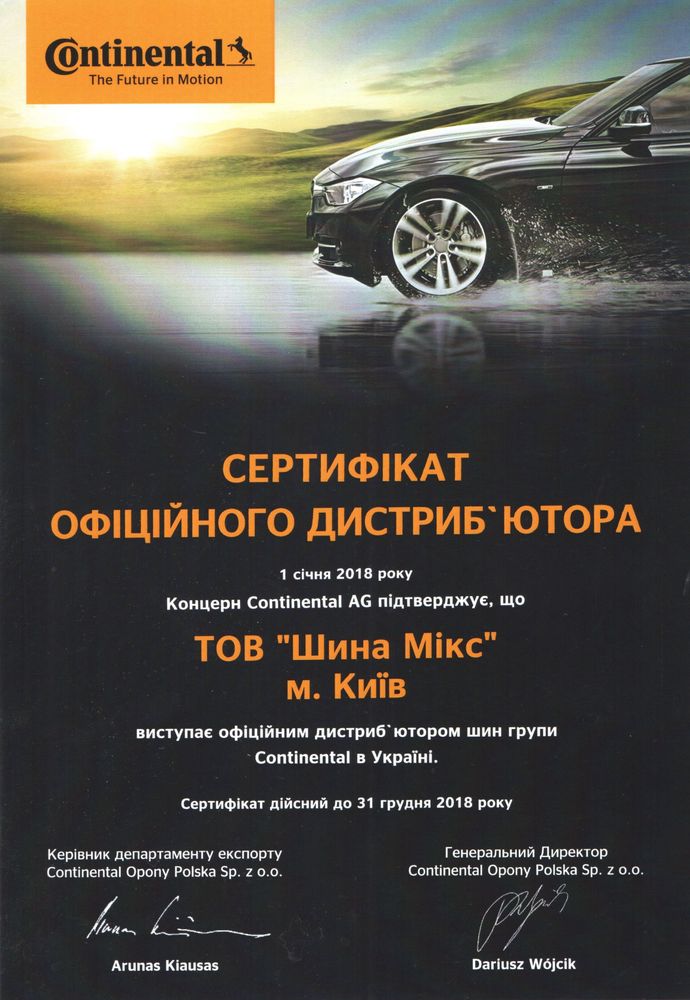 Continental
The Future in Motion
СЕРТИФІКАТ
ОФІЦІЙНОГО ДИСТРИБ`ЮТОРА
1 січня 2018 року
Концерн Continental AG підтверджує, що
ТОВ "Шина Мікс"
м. Київ
виступає офіційним дистриб`ютором шин групи
Continental в Україні.
Сертифікат дійсний до 31 грудня 2018 року
Керівник департаменту експорту
Continental Opony Polska Sp. z o.o.
Arunas Kiausas
Генеральний Директор
Continental Opony Polska Sp. z o.o.
Dariusz Wójcik